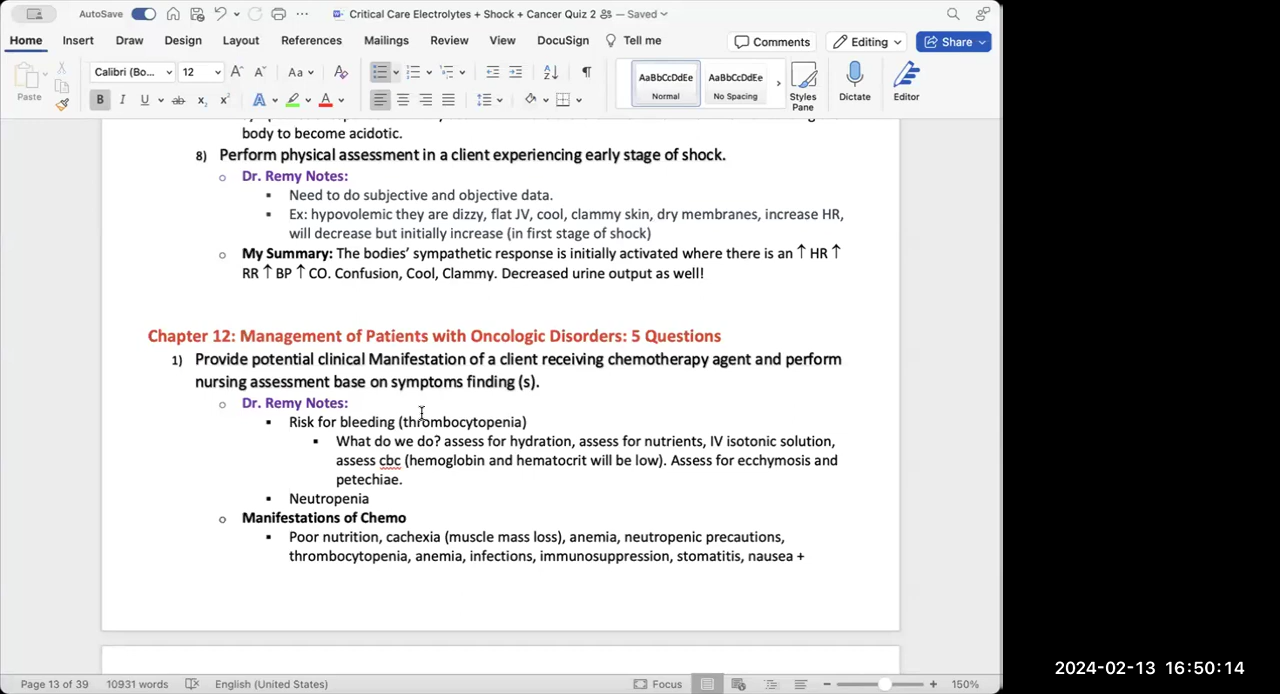 AutoSave
Critical Care Electrolytes + Shock + Cancer Quiz 2 — Saved
Home Insert Draw Design Layout References Mailings Review View DocuSign Tell me Comments Editing Share
Paste Calibri (Bo... 12 A A Aa A AaBbCcDdEe AaBbCcDdEe
B I U ab x₂ x² A A Normal No Spacing Styles Pane Dictate Editor
body to become acidotic.
8) Perform physical assessment in a client experiencing early stage of shock.
o Dr. Remy Notes:
▪ Need to do subjective and objective data.
▪ Ex: hypovolemic they are dizzy, flat JV, cool, clammy skin, dry membranes, increase HR,
will decrease but initially increase (in first stage of shock)
o My Summary: The bodies’ sympathetic response is initially activated where there is an ↑ HR ↑
RR ↑ BP ↑ CO. Confusion, Cool, Clammy. Decreased urine output as well!
Chapter 12: Management of Patients with Oncologic Disorders: 5 Questions
1) Provide potential clinical Manifestation of a client receiving chemotherapy agent and perform
nursing assessment base on symptoms finding (s).
o Dr. Remy Notes:
▪ Risk for bleeding (thrombocytopenia)
▪ What do we do? assess for hydration, assess for nutrients, IV isotonic solution,
assess cbc (hemoglobin and hematocrit will be low). Assess for ecchymosis and
petechiae.
▪ Neutropenia
o Manifestations of Chemo
▪ Poor nutrition, cachexia (muscle mass loss), anemia, neutropenic precautions,
thrombocytopenia, anemia, infections, immunosuppression, stomatitis, nausea +
2024-02-13 16:50:14
Page 13 of 39 10931 words English (United States) Focus 150%